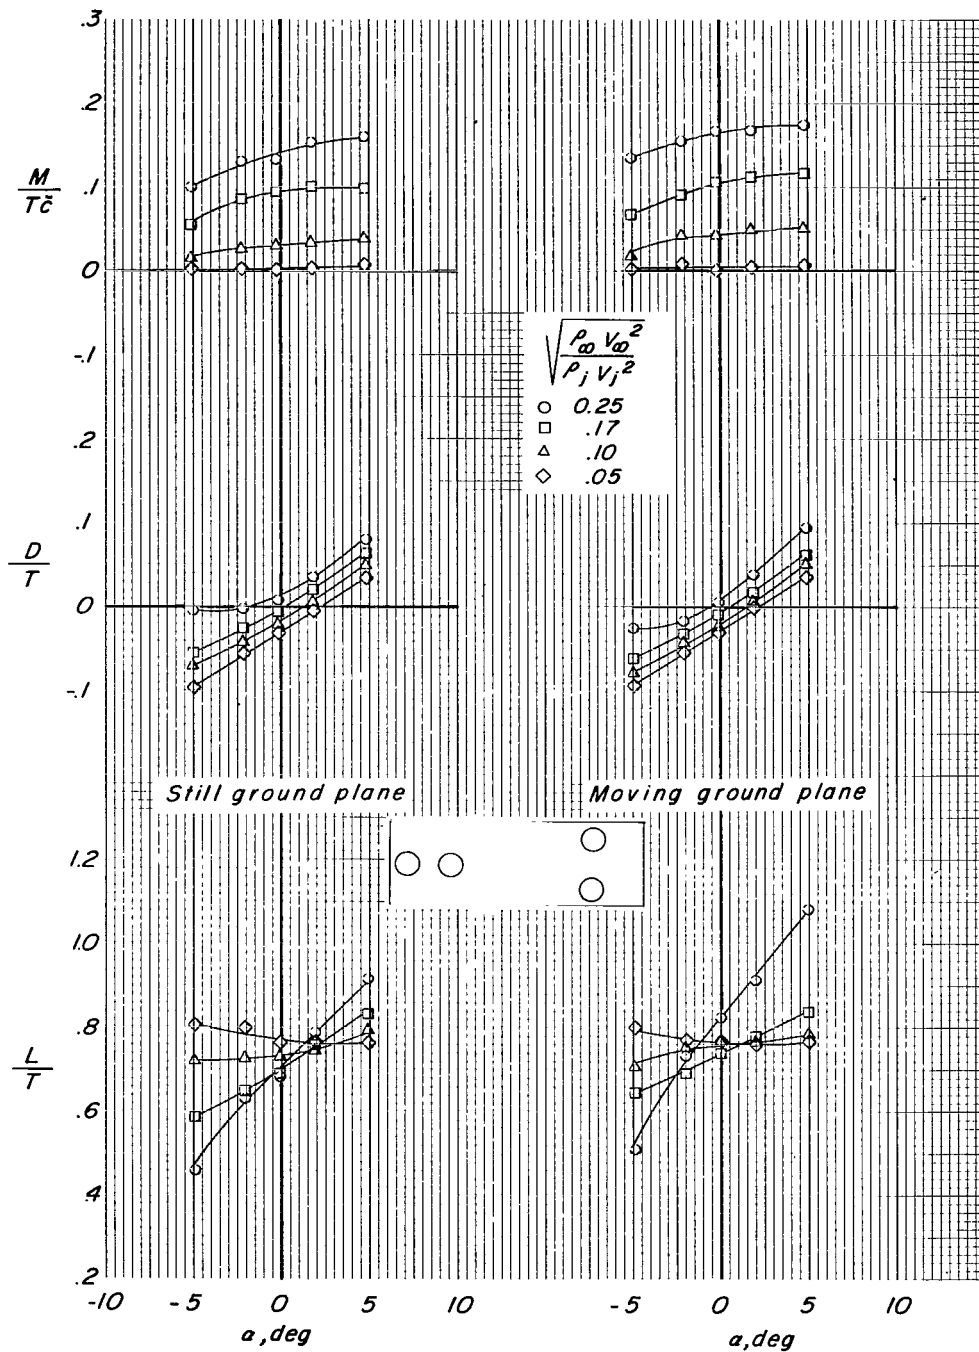 .3
.2
M
Tc̄
.1
0
-.1
.2
√ρ∞ V∞²
ρj Vj²
○ 0.25
□ .17
△ .10
◇ .05
.1
D
T
0
-.1
Still ground plane
Moving ground plane
1.2
1.0
.8
L
T
.6
.4
.2
-10 -5 0 5 10
-5 0 5 10
α, deg
α, deg